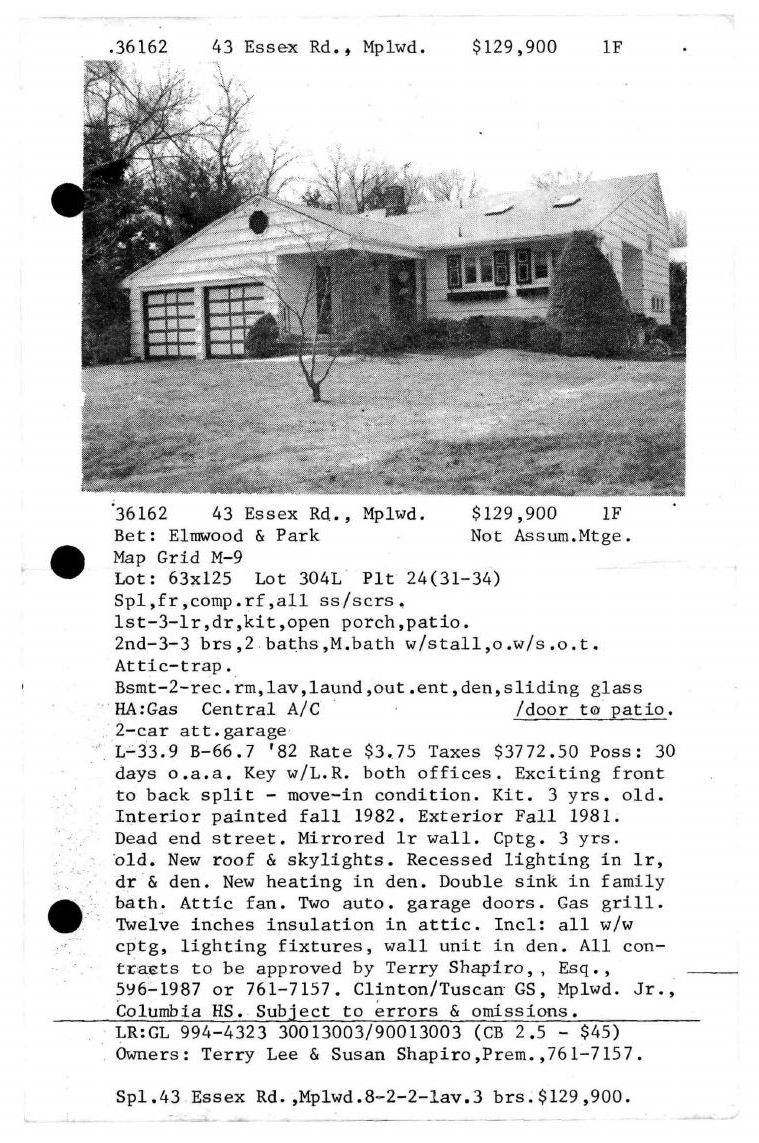 .36162 43 Essex Rd., Mplwd. $129,900 1F
36162 43 Essex Rd., Mplwd. $129,900 1F
Bet: Elmwood & Park Not Assum.Mtge.
Map Grid M-9
Lot: 63x125 Lot 304L Plt 24(31-34)
Spl,fr,comp.rf,all ss/scrs.
1st-3-lr,dr,kit,open porch,patio.
2nd-3-3 brs,2 baths,M.bath w/stall,o.w/s.o.t.
Attic-trap.
Bsmt-2-rec.rm,lav,laund,out.ent,den,sliding glass
HA:Gas Central A/C /door to patio.
2-car att.garage
L-33.9 B-66.7 '82 Rate $3.75 Taxes $3772.50 Poss: 30
days o.a.a. Key w/L.R. both offices. Exciting front
to back split - move-in condition. Kit. 3 yrs. old.
Interior painted fall 1982. Exterior Fall 1981.
Dead end street. Mirrored lr wall. Cptg. 3 yrs.
old. New roof & skylights. Recessed lighting in lr,
dr & den. New heating in den. Double sink in family
bath. Attic fan. Two auto. garage doors. Gas grill.
Twelve inches insulation in attic. Incl: all w/w
cptg, lighting fixtures, wall unit in den. All con-
tracts to be approved by Terry Shapiro,, Esq.,
596-1987 or 761-7157. Clinton/Tuscan GS, Mplwd. Jr.,
Columbia HS. Subject to errors & omissions.
LR:GL 994-4323 30013003/90013003 (CB 2.5 - $45)
Owners: Terry Lee & Susan Shapiro,Prem.,761-7157.
Spl.43 Essex Rd.,Mplwd.8-2-2-lav.3 brs.$129,900.